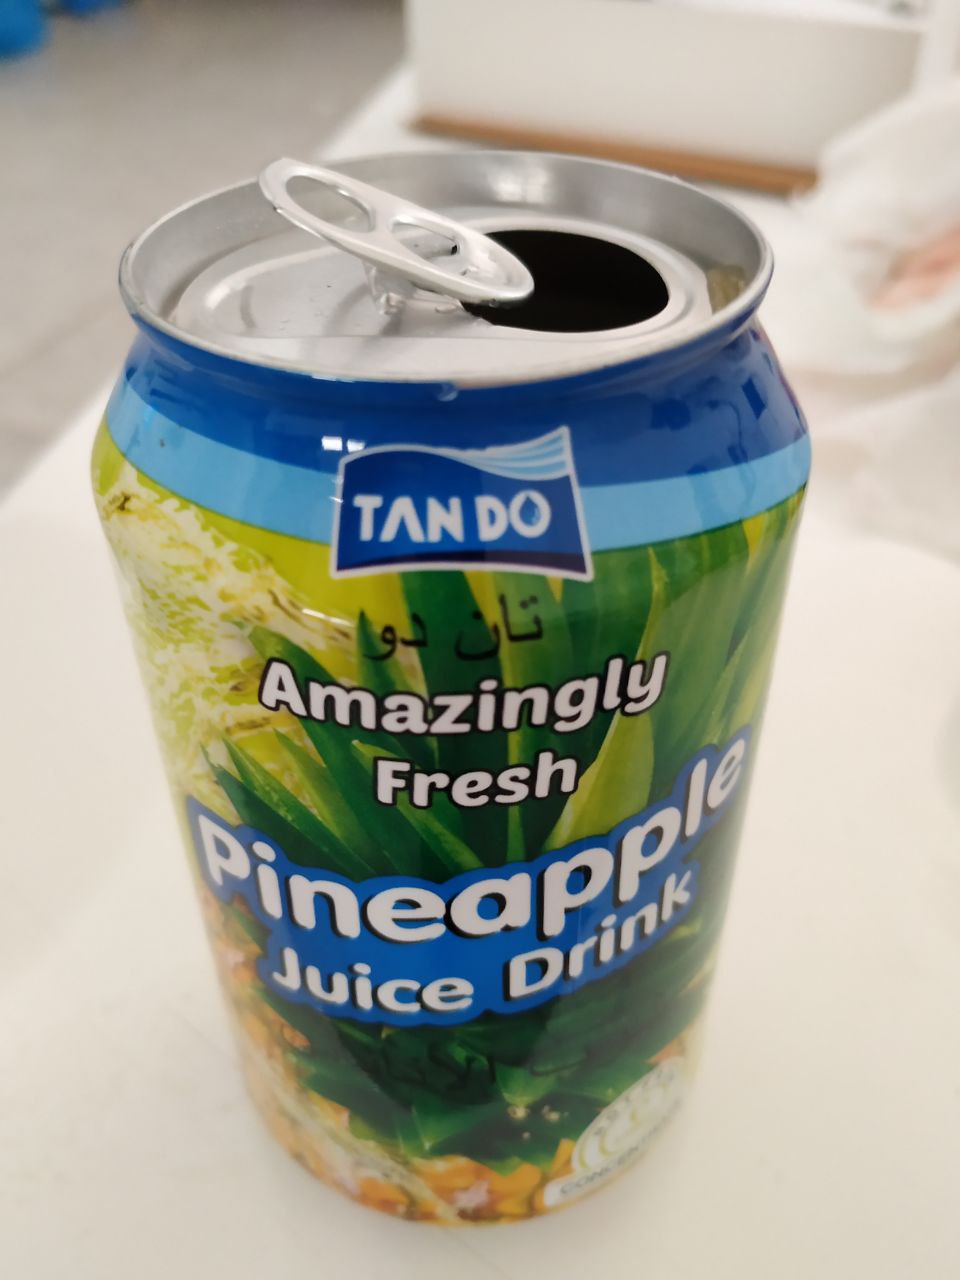 TAN DO
تان دو
Amazingly
Fresh
Pineapple
Juice Drink